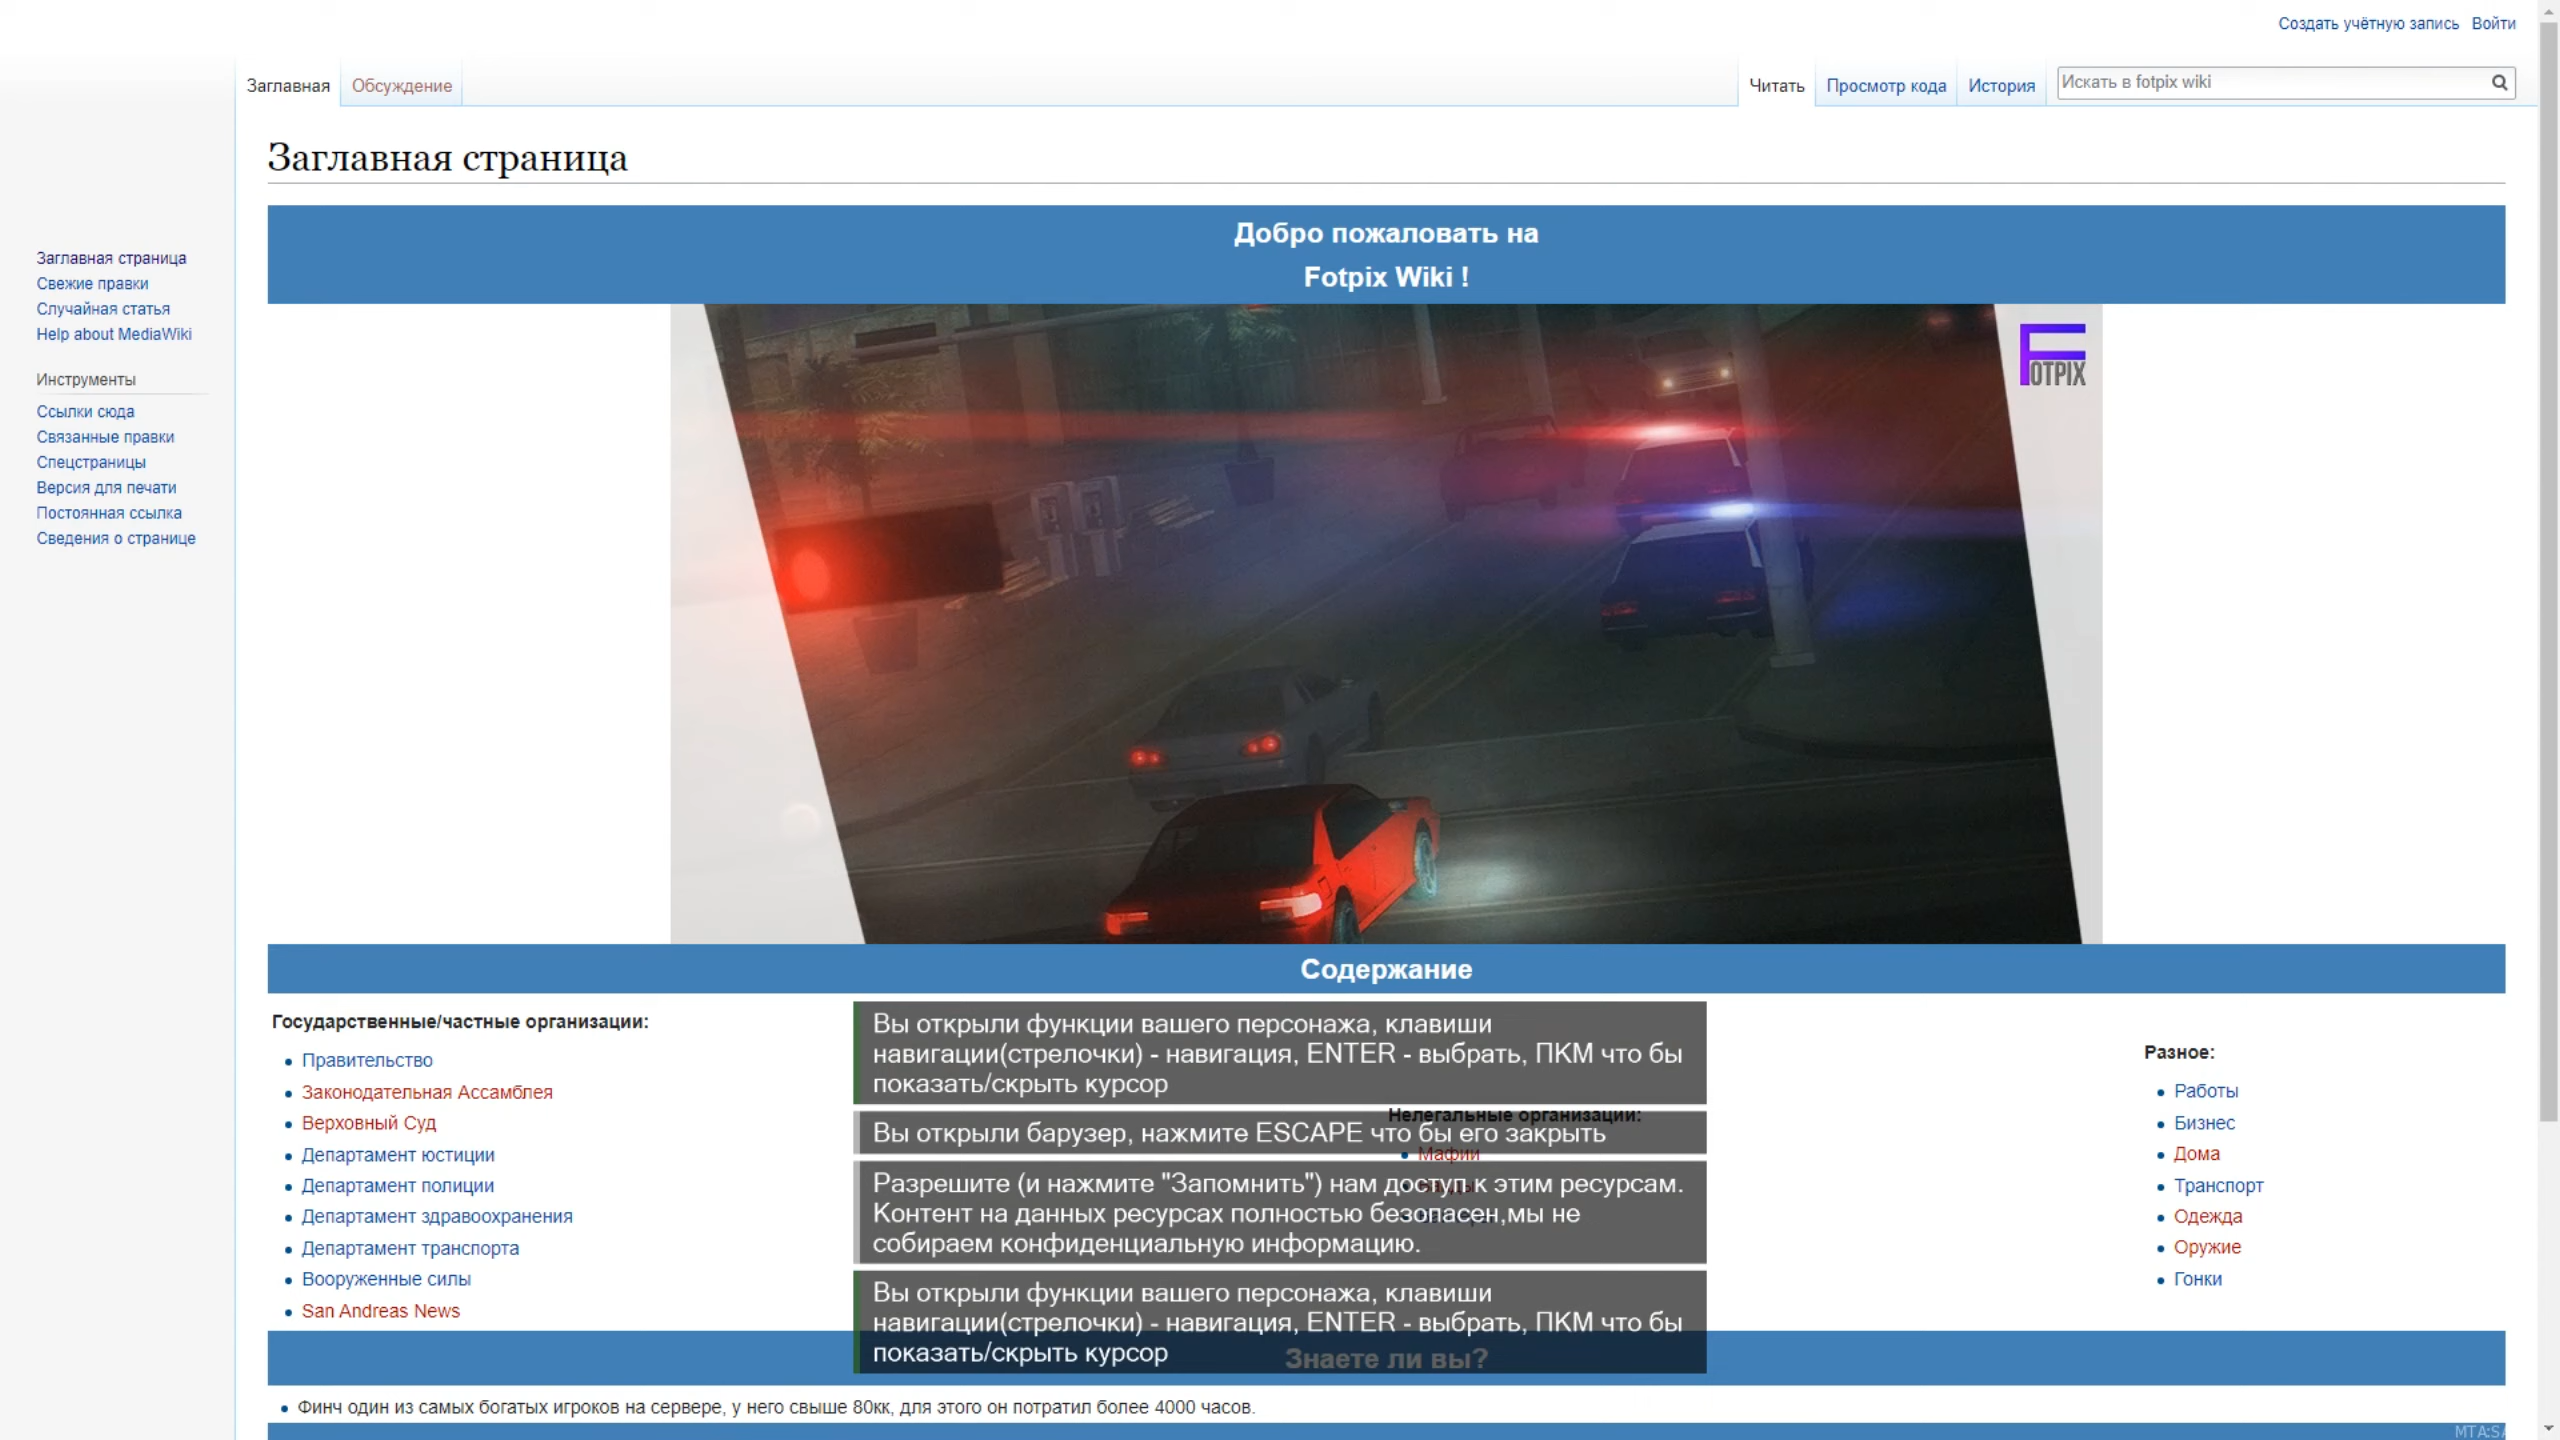 Создать учётную запись Войти
Заглавная Обсуждение Читать Просмотр кода История Искать в fotpix wiki
Заглавная страница
Добро пожаловать на
Fotpix Wiki !
FOTPIX
Заглавная страница
Свежие правки
Случайная статья
Help about MediaWiki
Инструменты
Ссылки сюда
Связанные правки
Спецстраницы
Версия для печати
Постоянная ссылка
Сведения о странице
Содержание
Государственные/частные организации:
Правительство
Законодательная Ассамблея
Верховный Суд
Департамент юстиции
Департамент полиции
Департамент здравоохранения
Департамент транспорта
Вооруженные силы
San Andreas News
Вы открыли функции вашего персонажа, клавиши
навигации(стрелочки) - навигация, ENTER - выбрать, ПКМ что бы
показать/скрыть курсор
Нелегальные организации:
Вы открыли барузер, нажмите ESCAPE что бы его закрыть
Мафии
Разрешите (и нажмите "Запомнить") нам доступ к этим ресурсам.
Контент на данных ресурсах полностью безопасен,мы не
собираем конфиденциальную информацию.
Вы открыли функции вашего персонажа, клавиши
навигации(стрелочки) - навигация, ENTER - выбрать, ПКМ что бы
показать/скрыть курсор
Разное:
Работы
Бизнес
Дома
Транспорт
Одежда
Оружие
Гонки
Знаете ли вы?
Финч один из самых богатых игроков на сервере, у него свыше 80кк, для этого он потратил более 4000 часов.
MTA:SA